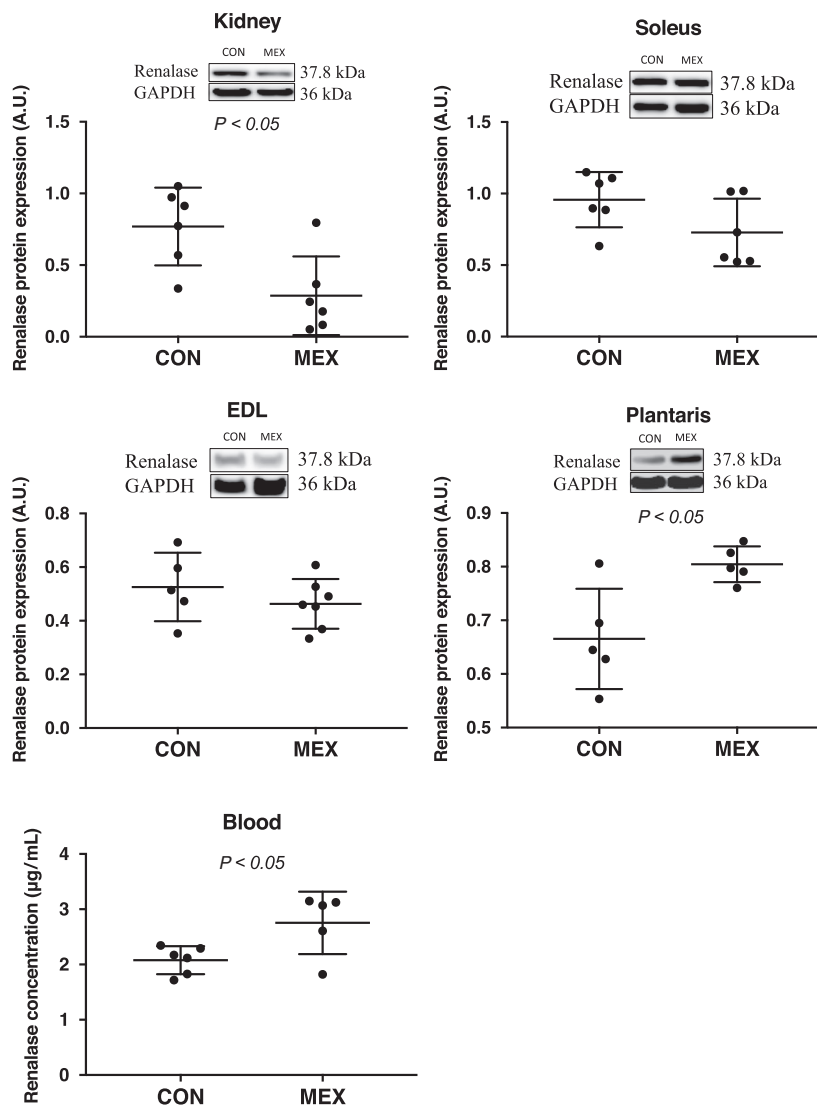 Kidney
CON MEX
Renalase 37.8 kDa
GAPDH 36 kDa
P < 0.05
Renalase protein expression (A.U.)
1.5
1.0
0.5
0.0
CON MEX
Soleus
CON MEX
Renalase 37.8 kDa
GAPDH 36 kDa
Renalase protein expression (A.U.)
1.5
1.0
0.5
0.0
CON MEX
EDL
CON MEX
Renalase 37.8 kDa
GAPDH 36 kDa
Renalase protein expression (A.U.)
0.8
0.6
0.4
0.2
0.0
CON MEX
Plantaris
CON MEX
Renalase 37.8 kDa
GAPDH 36 kDa
P < 0.05
Renalase protein expression (A.U.)
0.9
0.8
0.7
0.6
0.5
CON MEX
Blood
P < 0.05
Renalase concentration (µg/mL)
4
3
2
1
0
CON MEX